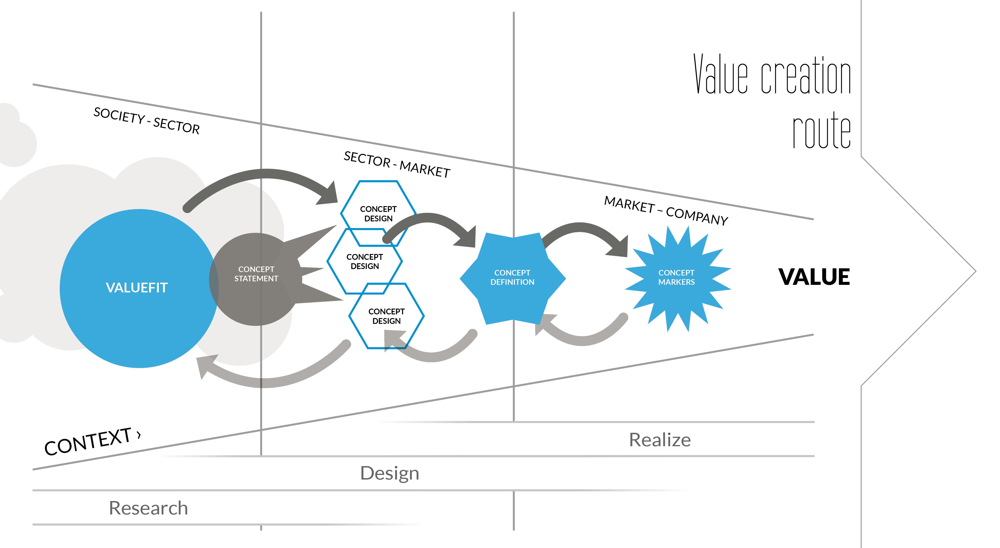 Value creation
route
SOCIETY - SECTOR
SECTOR - MARKET
MARKET – COMPANY
VALUEFIT
CONCEPT
STATEMENT
CONCEPT
DESIGN
CONCEPT
DESIGN
CONCEPT
DESIGN
CONCEPT
DEFINITION
CONCEPT
MARKERS
VALUE
CONTEXT ›
Realize
Design
Research